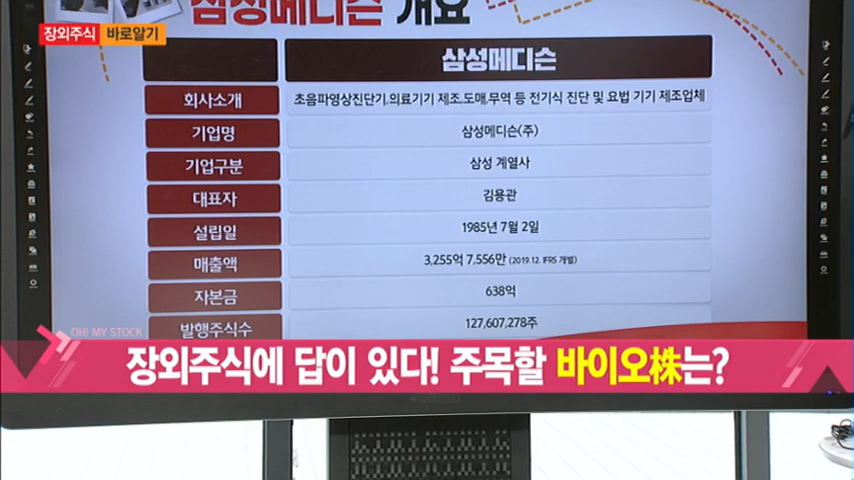 삼성메디슨 개요
장외주식 바로알기
삼성메디슨
회사소개 초음파영상진단기,의료기기 제조,도매,무역 등 전기식 진단 및 요법 기기 제조업체
기업명 삼성메디슨(주)
기업구분 삼성 계열사
대표자 김용관
설립일 1985년 7월 2일
매출액 3,255억 7,556만 (2019.12. IFRS 개별)
자본금 638억
발행주식수 127,607,278주
OH! MY STOCK
장외주식에 답이 있다! 주목할 바이오株는?